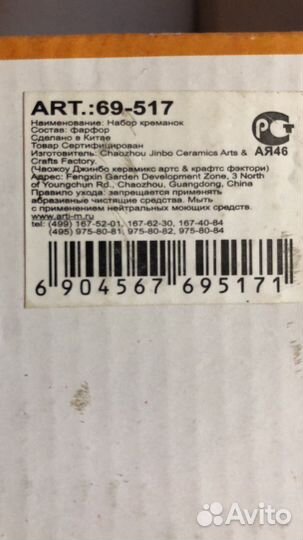 ART.:69-517
Наименование: Набор креманок
Состав: фарфор
Сделано в Китае
Товар Сертифицирован
Изготовитель: Chaozhou Jinbo Ceramics Arts &
Crafts Factory.
(Чаожоу Джинбо керамикс артс & крафтс фэктори)
Адрес: Fengxin Garden Development Zone, 3 North
of Youngchun Rd., Chaozhou, Guangdong, China
Правило ухода: запрещается применять
абразивные чистящие средства. Мыть
с применением нейтральных моющих средств.
www.arti-m.ru
tel: (499) 167-52-01, 167-62-30, 167-40-84
(495) 975-80-81, 975-80-82, 975-80-84
РСТ
АЯ46
6 904567 695171
Avito